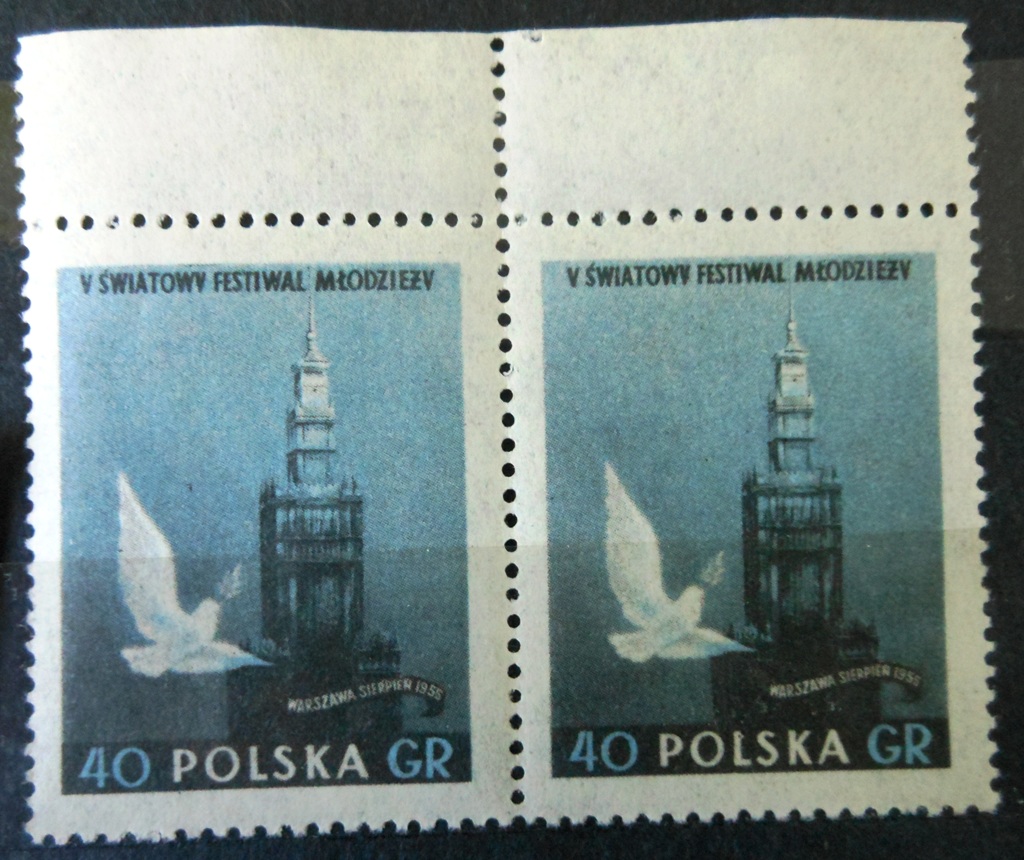 V ŚWIATOWY FESTIWAL MŁODZIEŻY
WARSZAWA SIERPIEŃ 1955
40 POLSKA GR
V ŚWIATOWY FESTIWAL MŁODZIEŻY
WARSZAWA SIERPIEŃ 1955
40 POLSKA GR